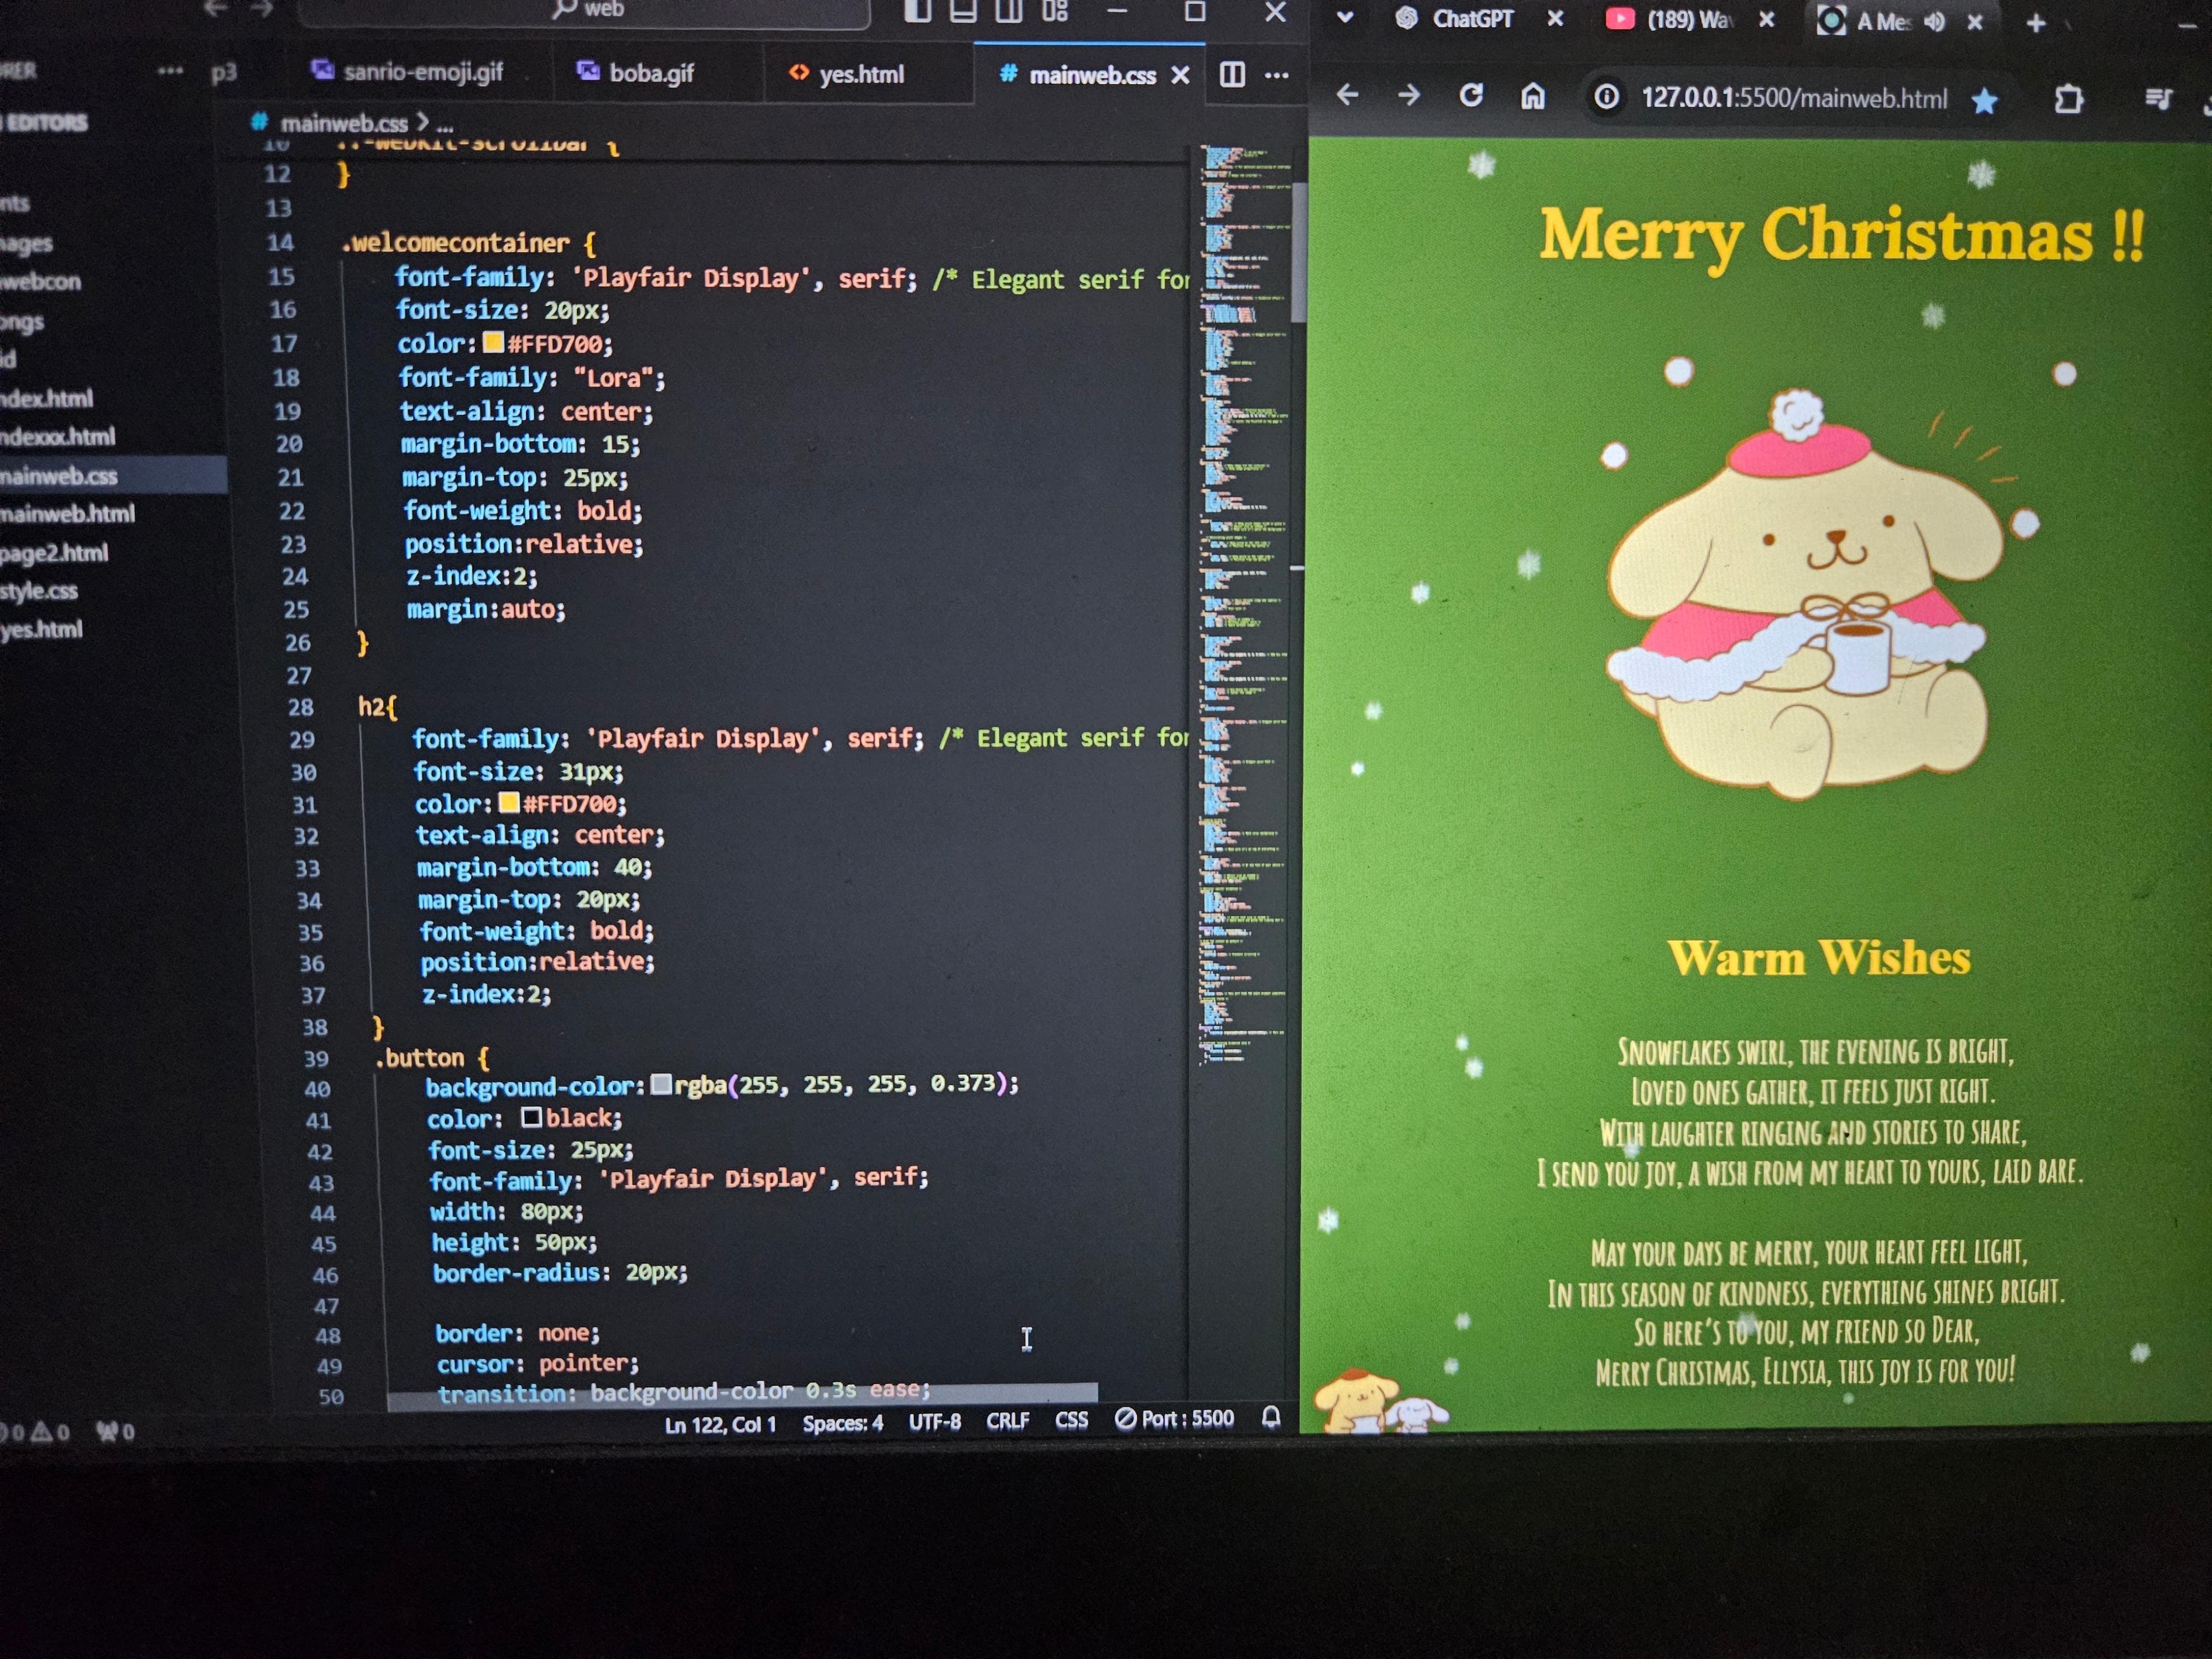 web
p3
sanrio-emoji.gif
boba.gif
yes.html
mainweb.css
EDITORS
webcon
index.html
indexxx.html
mainweb.css
mainweb.html
page2.html
style.css
yes.html
mainweb.css > ...
10 ::-webkit-scrollbar {
12 }
13
14 .welcomecontainer {
15 font-family: 'Playfair Display', serif; /* Elegant serif for
16 font-size: 20px;
17 color: #FFD700;
18 font-family: "Lora";
19 text-align: center;
20 margin-bottom: 15;
21 margin-top: 25px;
22 font-weight: bold;
23 position:relative;
24 z-index:2;
25 margin:auto;
26 }
27
28 h2{
29 font-family: 'Playfair Display', serif; /* Elegant serif for
30 font-size: 31px;
31 color: #FFD700;
32 text-align: center;
33 margin-bottom: 40;
34 margin-top: 20px;
35 font-weight: bold;
36 position:relative;
37 z-index:2;
38 }
39 .button {
40 background-color: rgba(255, 255, 255, 0.373);
41 color: black;
42 font-size: 25px;
43 font-family: 'Playfair Display', serif;
44 width: 80px;
45 height: 50px;
46 border-radius: 20px;
47
48 border: none;
49 cursor: pointer;
50 transition: background-color 0.3s ease;
0 0 0
Ln 122, Col 1 Spaces: 4 UTF-8 CRLF CSS Port : 5500
ChatGPT
(189) Wa
A Mes
127.0.0.1:5500/mainweb.html
Merry Christmas !!
Warm Wishes
Snowflakes swirl, the evening is bright,
Loved ones gather, it feels just right.
With laughter ringing and stories to share,
I send you joy, a wish from my heart to yours, laid bare.
May your days be merry, your heart feel light,
In this season of kindness, everything shines bright.
So here's to you, my friend so Dear,
Merry Christmas, Ellysia, this joy is for you!